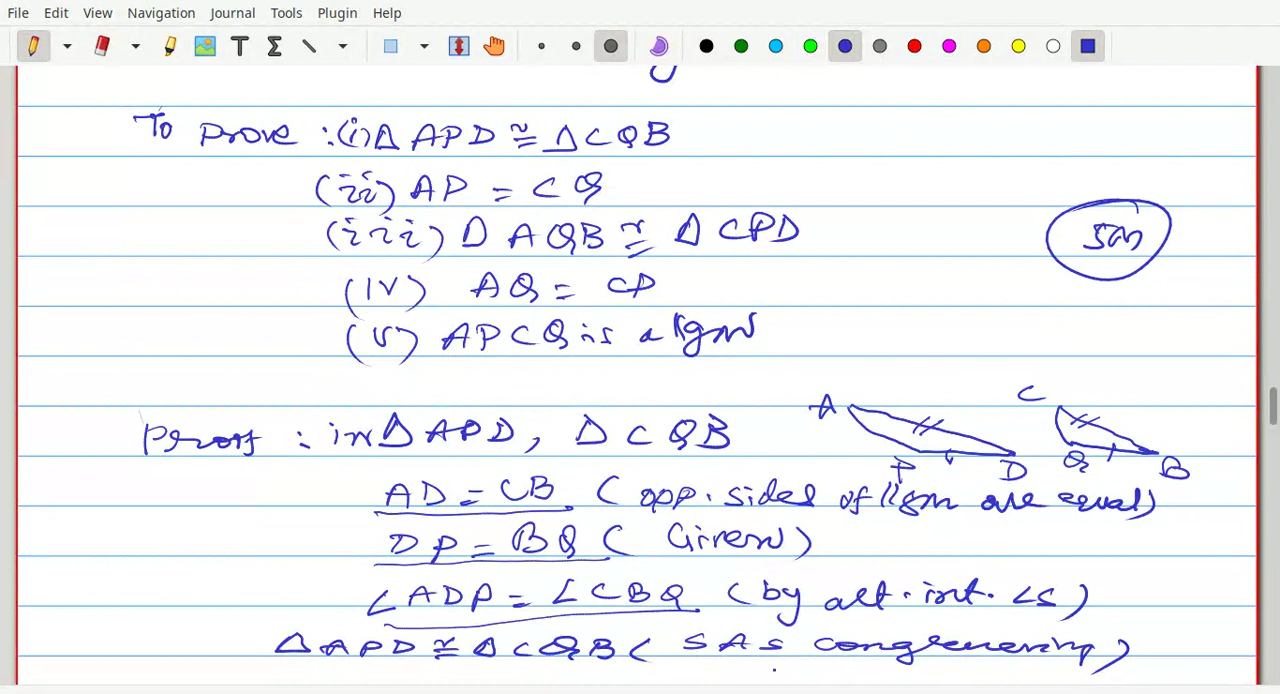 File Edit View Navigation Journal Tools Plugin Help
To Prove : (i) Δ APD ≅ Δ CQB
(ii) AP = CQ
(iii) Δ AQB ≅ Δ CPD
(iv) AQ = CP
(v) APCQ is a ||gm
Proof : in Δ APD, Δ CQB
A P D
C Q B
AD = CB (opp. sides of ||gm are equal)
DP = BQ (Given)
∠ADP = ∠CBQ (by alt. int. ∠s)
Δ APD ≅ Δ CQB (SAS